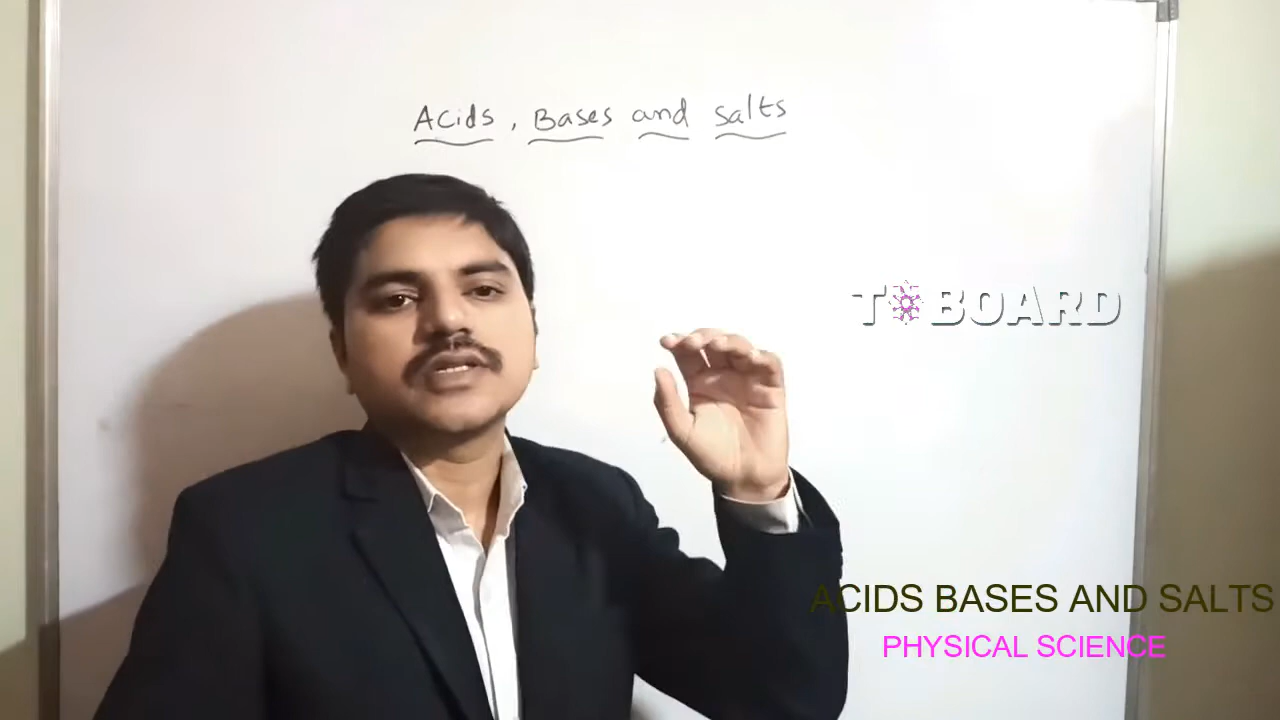 Acids, Bases and Salts
T BOARD
ACIDS BASES AND SALTS
PHYSICAL SCIENCE